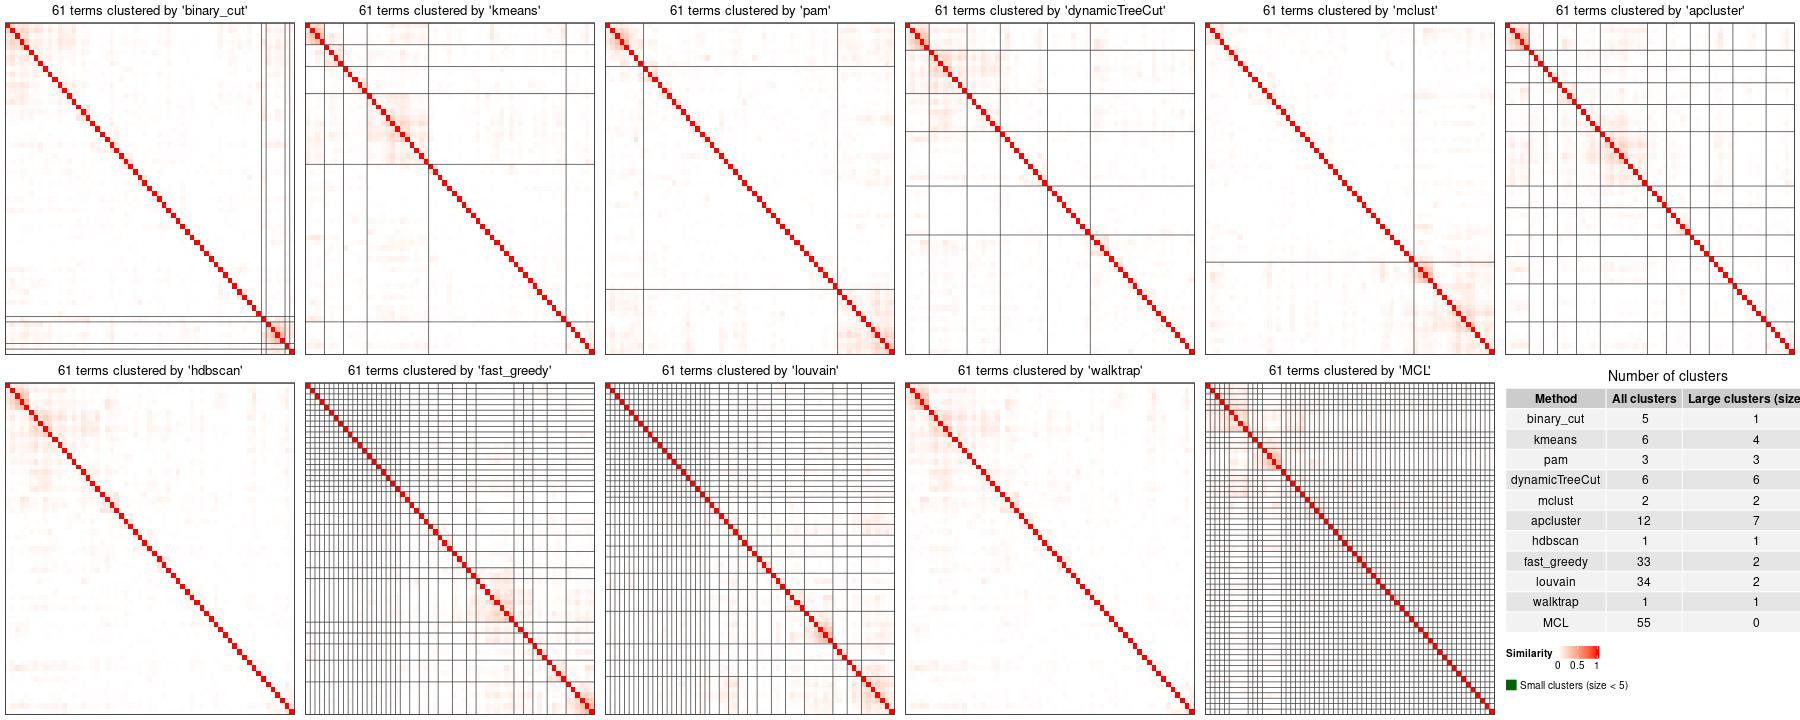 61 terms clustered by 'binary_cut'
61 terms clustered by 'kmeans'
61 terms clustered by 'pam'
61 terms clustered by 'dynamicTreeCut'
61 terms clustered by 'mclust'
61 terms clustered by 'apcluster'
61 terms clustered by 'hdbscan'
61 terms clustered by 'fast_greedy'
61 terms clustered by 'louvain'
61 terms clustered by 'walktrap'
61 terms clustered by 'MCL'
Number of clusters
Method All clusters Large clusters (size
binary_cut 5 1
kmeans 6 4
pam 3 3
dynamicTreeCut 6 6
mclust 2 2
apcluster 12 7
hdbscan 1 1
fast_greedy 33 2
louvain 34 2
walktrap 1 1
MCL 55 0
Similarity
0 0.5 1
Small clusters (size < 5)